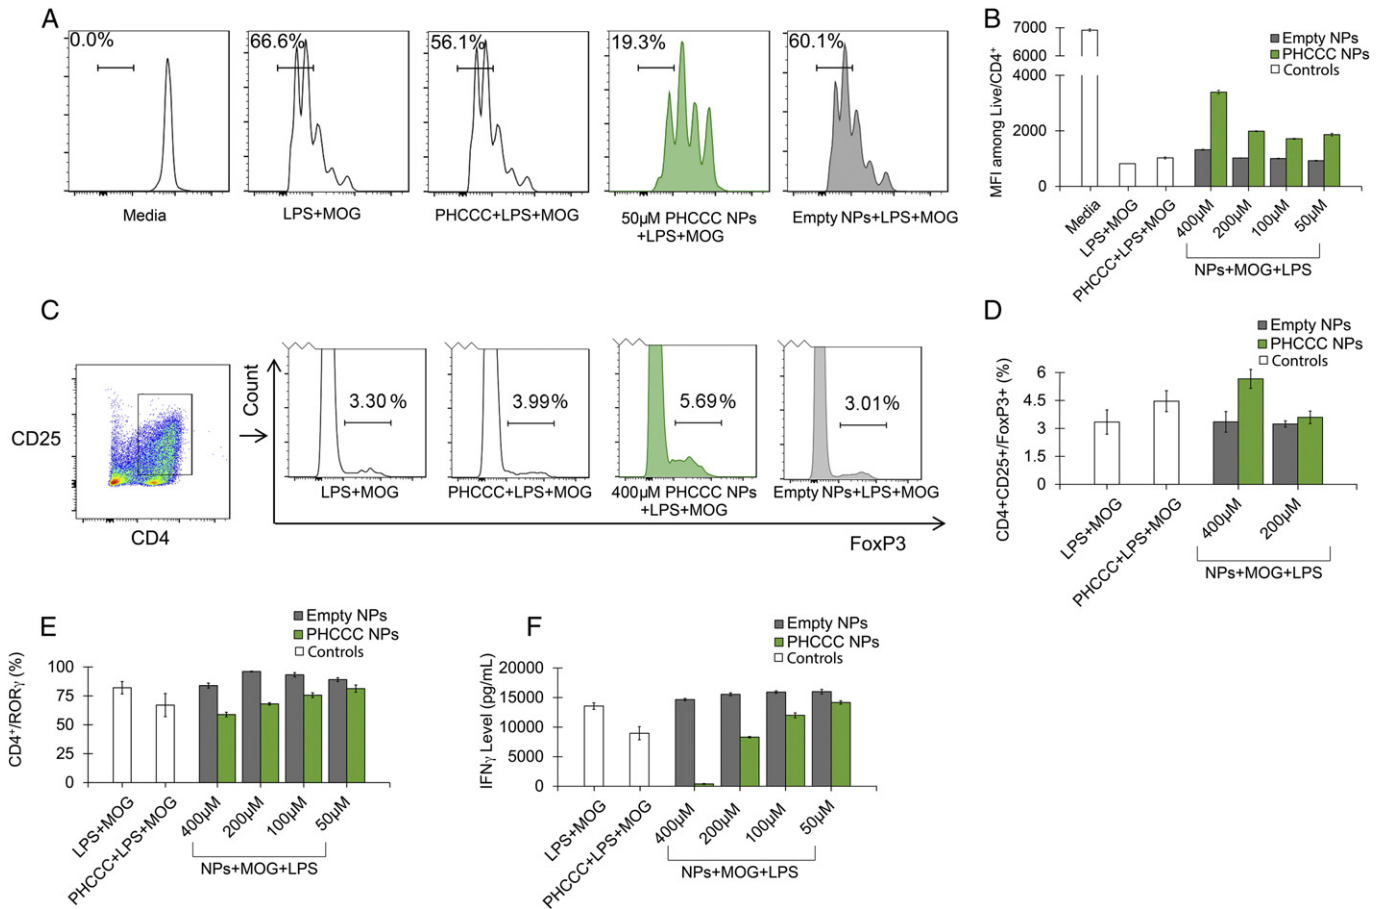 A
0.0%
66.6%
56.1%
19.3%
60.1%
Media
LPS+MOG
PHCCC+LPS+MOG
50µM PHCCC NPs
+LPS+MOG
Empty NPs+LPS+MOG
B
Empty NPs
PHCCC NPs
Controls
MFI among Live/CD4⁺
7000
6000
4000
2000
0
Media
LPS+MOG
PHCCC+LPS+MOG
400µM
200µM
100µM
50µM
NPs+MOG+LPS
C
CD25
CD4
Count
3.30%
3.99%
5.69%
3.01%
LPS+MOG
PHCCC+LPS+MOG
400µM PHCCC NPs
+LPS+MOG
Empty NPs+LPS+MOG
FoxP3
D
Empty NPs
PHCCC NPs
Controls
CD4+CD25+/FoxP3+ (%)
6
4.5
3
1.5
0
LPS+MOG
PHCCC+LPS+MOG
400µM
200µM
NPs+MOG+LPS
E
Empty NPs
PHCCC NPs
Controls
CD4⁺/RORγ (%)
100
75
50
25
0
LPS+MOG
PHCCC+LPS+MOG
400µM
200µM
100µM
50µM
NPs+MOG+LPS
F
Empty NPs
PHCCC NPs
Controls
IFNγ Level (pg/mL)
20000
15000
10000
5000
0
LPS+MOG
PHCCC+LPS+MOG
400µM
200µM
100µM
50µM
NPs+MOG+LPS